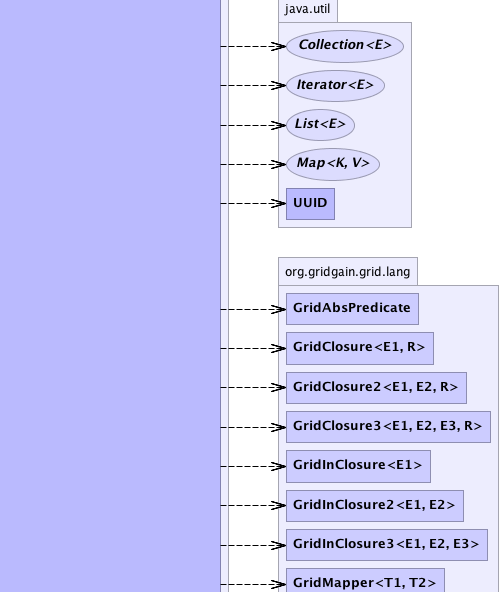 java.util
Collection<E>
Iterator<E>
List<E>
Map<K, V>
UUID
org.gridgain.grid.lang
GridAbsPredicate
GridClosure<E1, R>
GridClosure2<E1, E2, R>
GridClosure3<E1, E2, E3, R>
GridInClosure<E1>
GridInClosure2<E1, E2>
GridInClosure3<E1, E2, E3>
GridMapper<T1, T2>